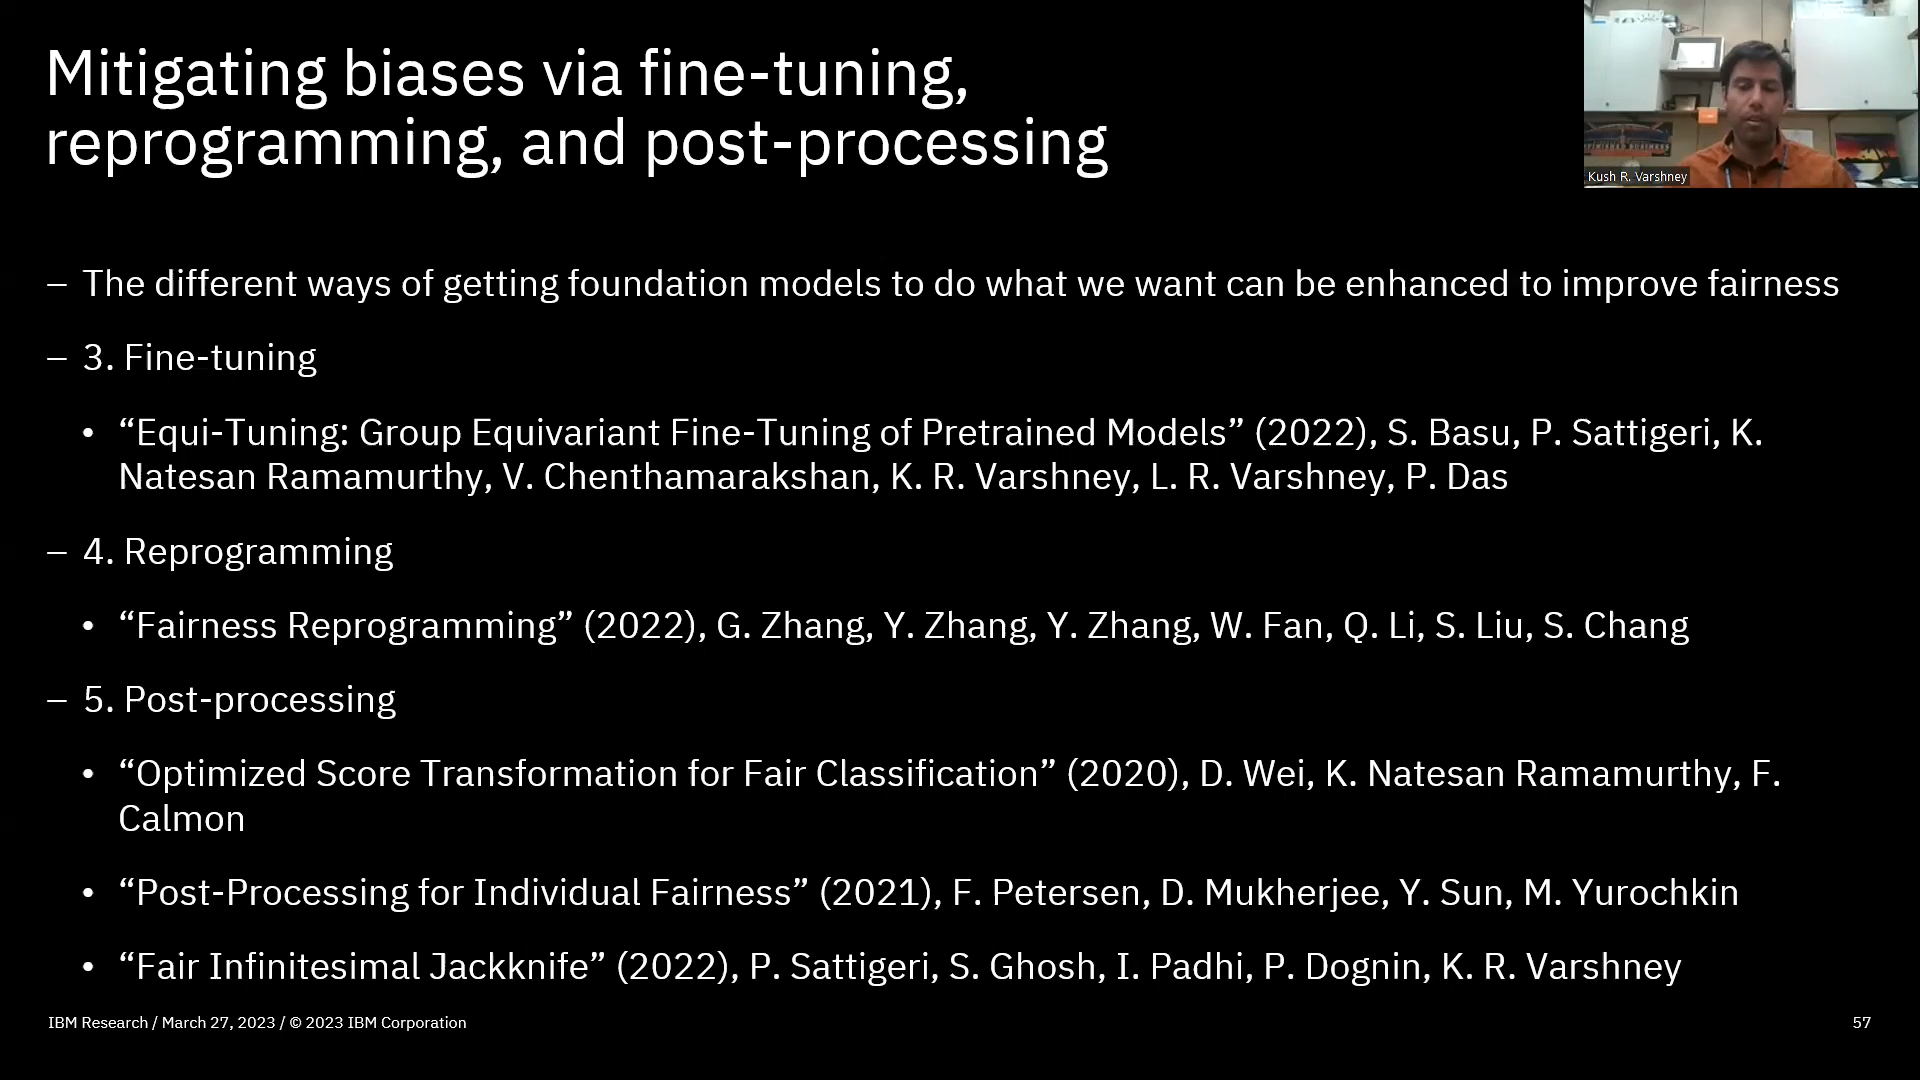 Mitigating biases via fine-tuning,
reprogramming, and post-processing
Kush R. Varshney
– The different ways of getting foundation models to do what we want can be enhanced to improve fairness
– 3. Fine-tuning
• “Equi-Tuning: Group Equivariant Fine-Tuning of Pretrained Models” (2022), S. Basu, P. Sattigeri, K.
Natesan Ramamurthy, V. Chenthamarakshan, K. R. Varshney, L. R. Varshney, P. Das
– 4. Reprogramming
• “Fairness Reprogramming” (2022), G. Zhang, Y. Zhang, Y. Zhang, W. Fan, Q. Li, S. Liu, S. Chang
– 5. Post-processing
• “Optimized Score Transformation for Fair Classification” (2020), D. Wei, K. Natesan Ramamurthy, F.
Calmon
• “Post-Processing for Individual Fairness” (2021), F. Petersen, D. Mukherjee, Y. Sun, M. Yurochkin
• “Fair Infinitesimal Jackknife” (2022), P. Sattigeri, S. Ghosh, I. Padhi, P. Dognin, K. R. Varshney
IBM Research / March 27, 2023 / © 2023 IBM Corporation
57